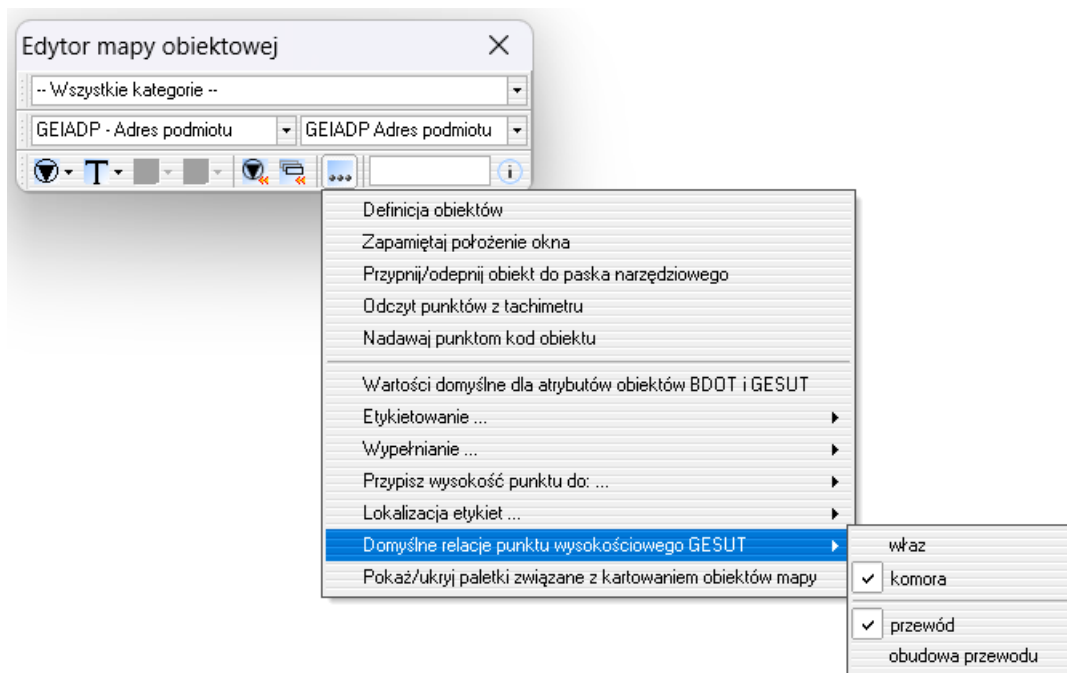 Edytor mapy obiektowej
-- Wszystkie kategorie --
GEIADP - Adres podmiotu GEIADP Adres podmiotu
T i
Definicja obiektów
Zapamiętaj położenie okna
Przypnij/odepnij obiekt do paska narzędziowego
Odczyt punktów z tachimetru
Nadawaj punktom kod obiektu
Wartości domyślne dla atrybutów obiektów BDOT i GESUT
Etykietowanie ...
Wypełnianie ...
Przypisz wysokość punktu do: ...
Lokalizacja etykiet ...
Domyślne relacje punktu wysokościowego GESUT
właz
Pokaż/ukryj paletki związane z kartowaniem obiektów mapy
komora
przewód
obudowa przewodu